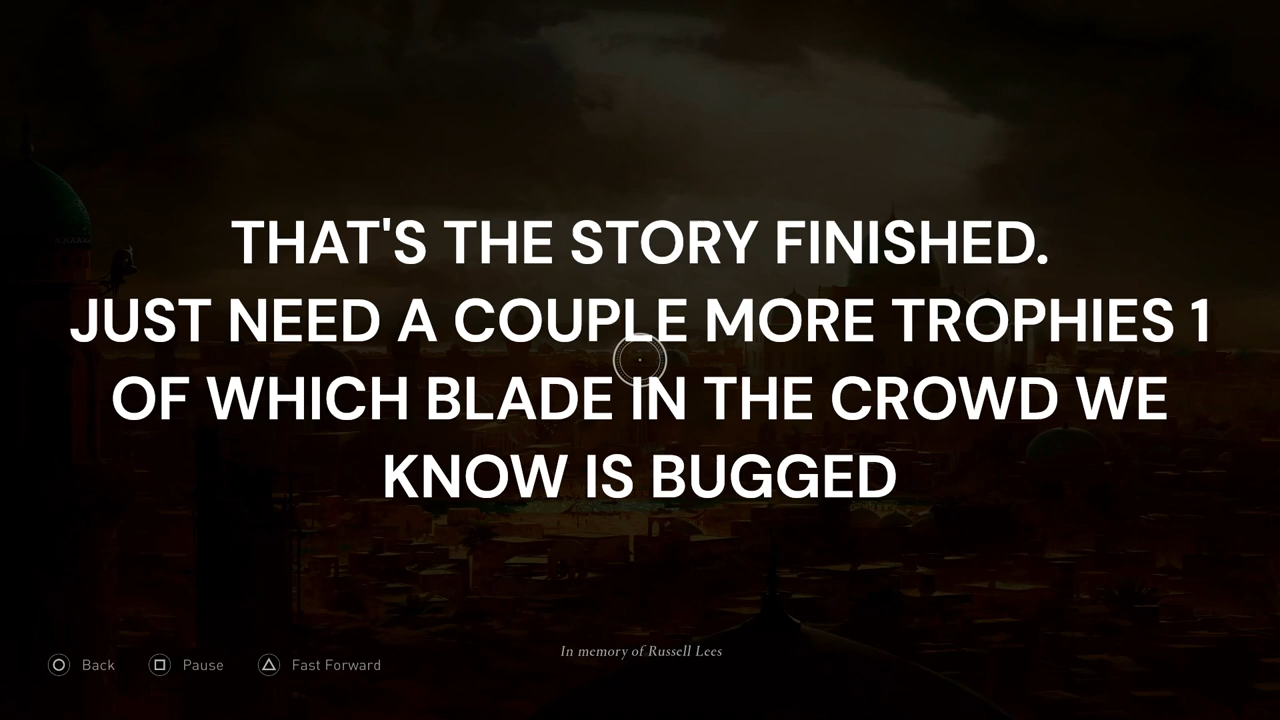 THAT'S THE STORY FINISHED.
JUST NEED A COUPLE MORE TROPHIES 1
OF WHICH BLADE IN THE CROWD WE
KNOW IS BUGGED
In memory of Russell Lees
Back Pause Fast Forward